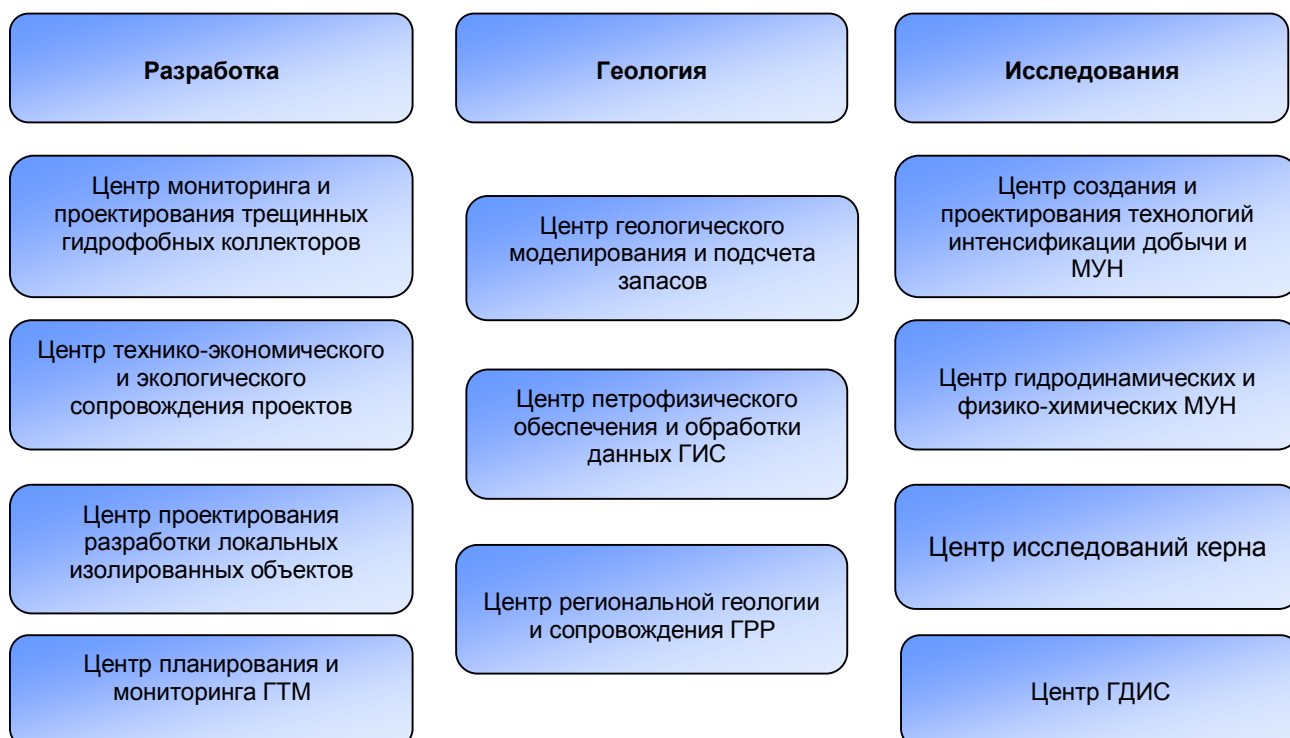 Разработка
Геология
Исследования
Центр мониторинга и
проектирования трещинных
гидрофобных коллекторов
Центр технико-экономического
и экологического
сопровождения проектов
Центр проектирования
разработки локальных
изолированных объектов
Центр планирования и
мониторинга ГТМ
Центр геологического
моделирования и подсчета
запасов
Центр петрофизического
обеспечения и обработки
данных ГИС
Центр региональной геологии
и сопровождения ГРР
Центр создания и
проектирования технологий
интенсификации добычи и
МУН
Центр гидродинамических и
физико-химических МУН
Центр исследований керна
Центр ГДИС